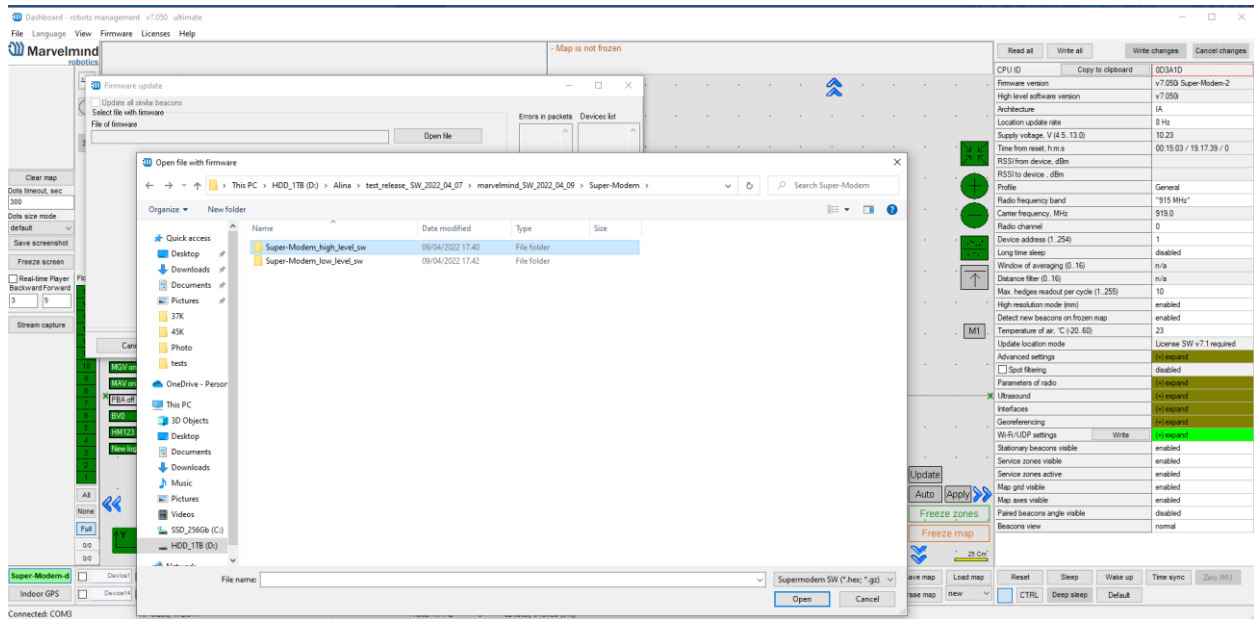 Dashboard - robots management v7.050 ultimate
File Language View Firmware Licenses Help
Marvelmind
robotics
- Map is not frozen
Read all Write all Write changes Cancel changes
Firmware update
Update all similar beacons
Select file with firmware
File of firmware
Open file
Errors in packets Devices list
Open file with firmware
This PC > HDD_1TB (D:) > Alina > test_release_SW_2022_04_07 > marvelmind_SW_2022_04_09 > Super-Modem >
Search Super-Modem
Organize New folder
Name Date modified Type Size
Super-Modem_high_level_sw 09/04/2022 17.40 File folder
Super-Modem_low_level_sw 09/04/2022 17.42 File folder
Quick access
Desktop
Downloads
Documents
Pictures
37K
45K
Photo
tests
OneDrive - Person
This PC
3D Objects
Desktop
Documents
Downloads
Music
Pictures
Videos
SSD_256Gb (C:)
HDD_1TB (D:)
File name:
Supermodem SW (*.hex; *.gz)
Open Cancel
Clear map
Dots timeout, sec
300
Dots size mode
default
Save screenshot
Freeze screen
Real-time Player
Backward Forward
3 5
Stream capture
10 MGV on
9 MAV on
8
7 PBA off
6 BV0
5 HM123
4
3 New log
2
1
All
None
Full
0/0
0/0
Y
M1
Update
Auto Apply
Freeze zones
Freeze map
25 Cm
CPU ID Copy to clipboard 0D3A1D
Firmware version v7.050i Super-Modem-2
High level software version v7.050i
Architecture IA
Location update rate 8 Hz
Supply voltage, V (4.5..13.0) 10.23
Time from reset, h:m:s 00:15:03 / 19.17.39 / 0
RSSI from device, dBm
RSSI to device , dBm
Profile General
Radio frequency band "915 MHz"
Carrier frequency, MHz 919.0
Radio channel 0
Device address (1..254) 1
Long time sleep disabled
Window of averaging (0..16) n/a
Distance filter (0..16) n/a
Max. hedges readout per cycle (1..255) 10
High resolution mode (mm) enabled
Detect new beacons on frozen map enabled
Temperature of air, °C (-20..60) 23
Update location mode License SW v7.1 required
Advanced settings (+) expand
Spot filtering disabled
Parameters of radio (+) expand
Ultrasound (+) expand
Interfaces (+) expand
Georeferencing (+) expand
Wi-Fi/UDP settings Write (+) expand
Stationary beacons visible enabled
Service zones visible enabled
Service zones active enabled
Map grid visible enabled
Map axes visible enabled
Paired beacons angle visible disabled
Beacons view normal
Super-Modem-d Device1
Indoor GPS Device14
Load map
new
Reset Sleep Wake up Time sync Zero IMU
CTRL Deep sleep Default
Connected: COM3